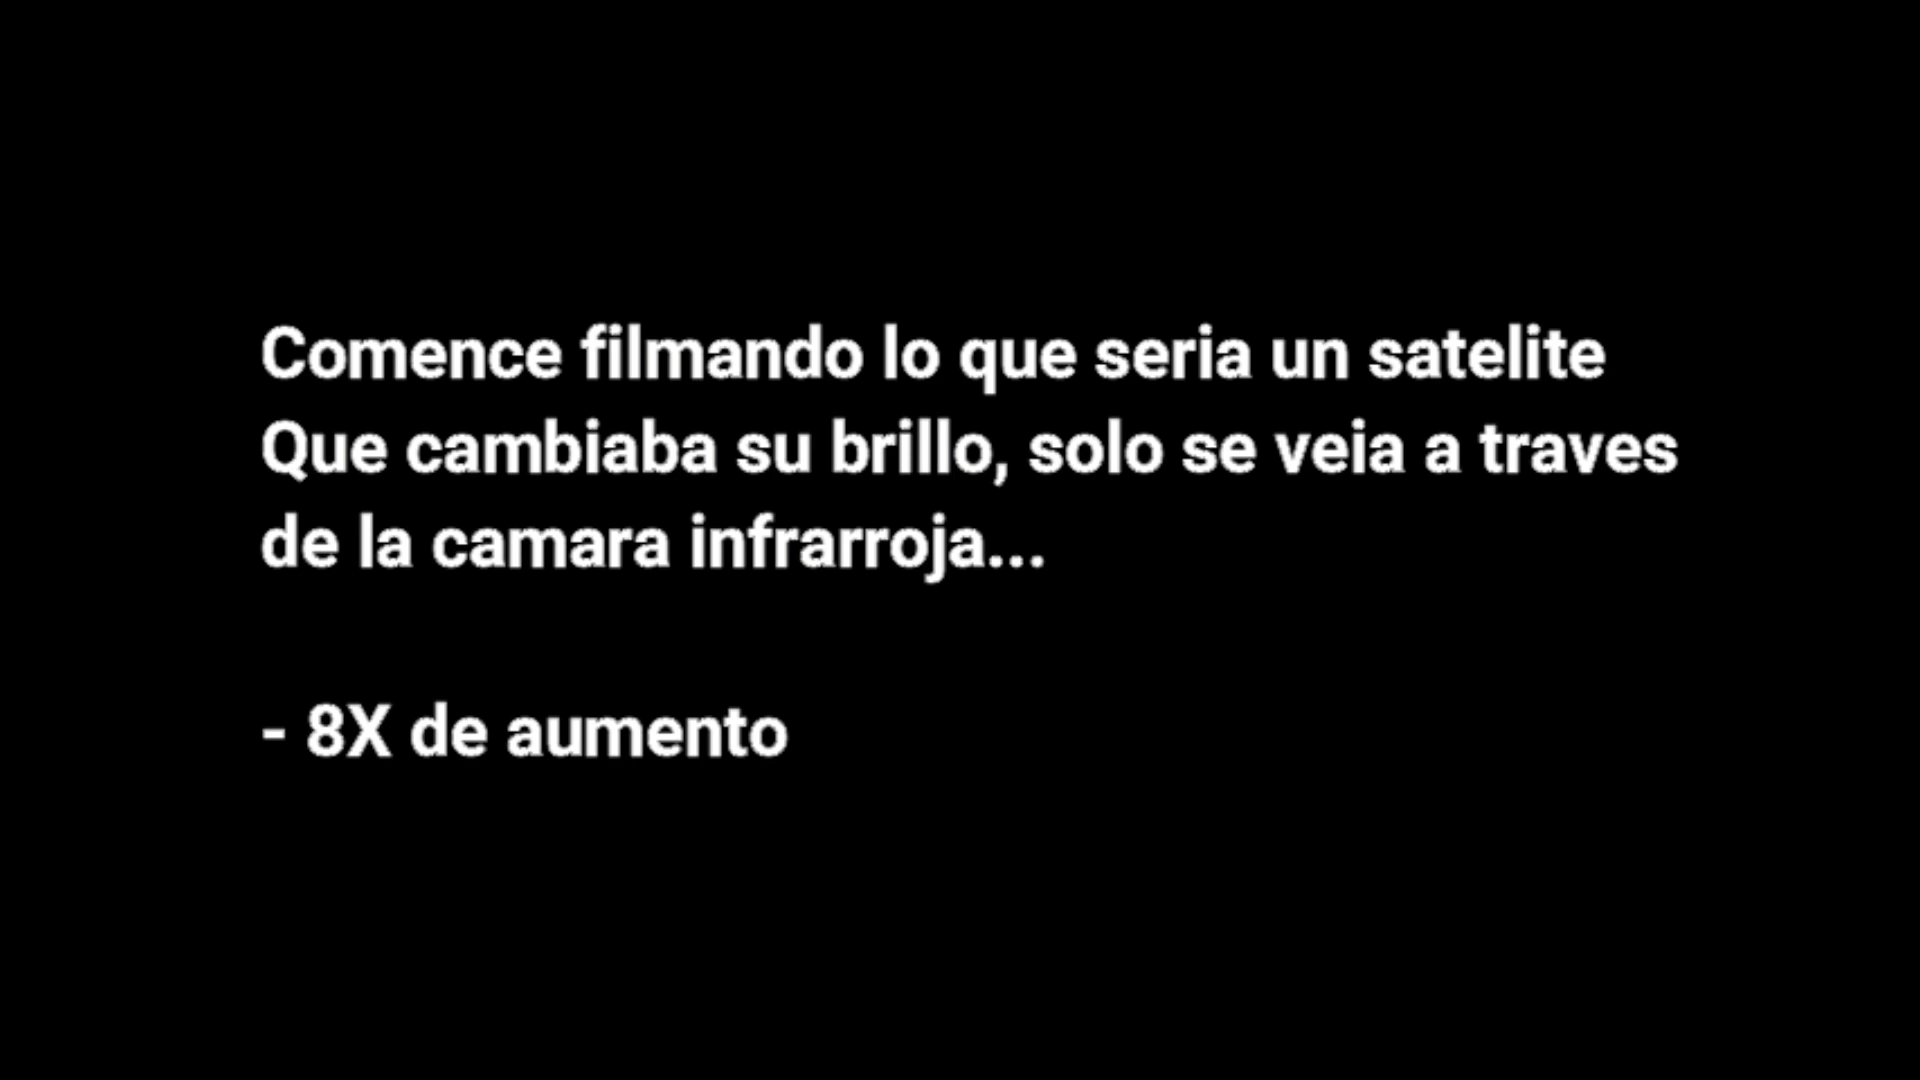 Comence filmando lo que seria un satelite
Que cambiaba su brillo, solo se veia a traves
de la camara infrarroja...
- 8X de aumento